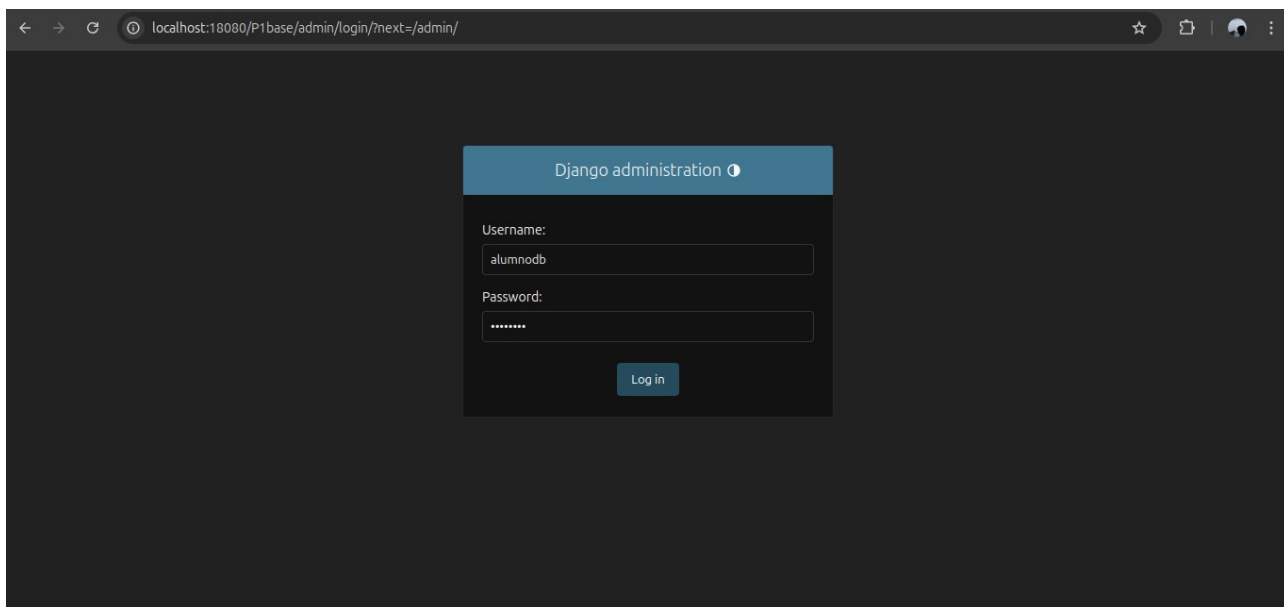 localhost:18080/P1base/admin/login/?next=/admin/
Django administration
Username:
alumnodb
Password:
••••••••
Log in